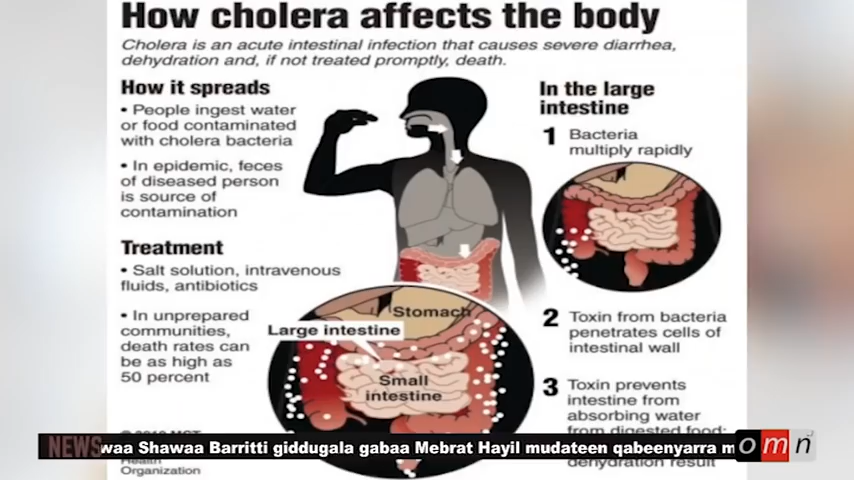 How cholera affects the body
Cholera is an acute intestinal infection that causes severe diarrhea,
dehydration and, if not treated promptly, death.
How it spreads
• People ingest water
or food contaminated
with cholera bacteria
• In epidemic, feces
of diseased person
is source of
contamination
Treatment
• Salt solution, intravenous
fluids, antibiotics
• In unprepared
communities,
death rates can
be as high as
50 percent
Stomach
Large intestine
Small
intestine
In the large
intestine
1 Bacteria
multiply rapidly
2 Toxin from bacteria
penetrates cells of
intestinal wall
3 Toxin prevents
intestine from
absorbing water
from digested food;
dehydration result
Organization
NEWS
waa Shawaa Barritti giddugala gabaa Mebrat Hayil mudateen qabeenyarra m
omn